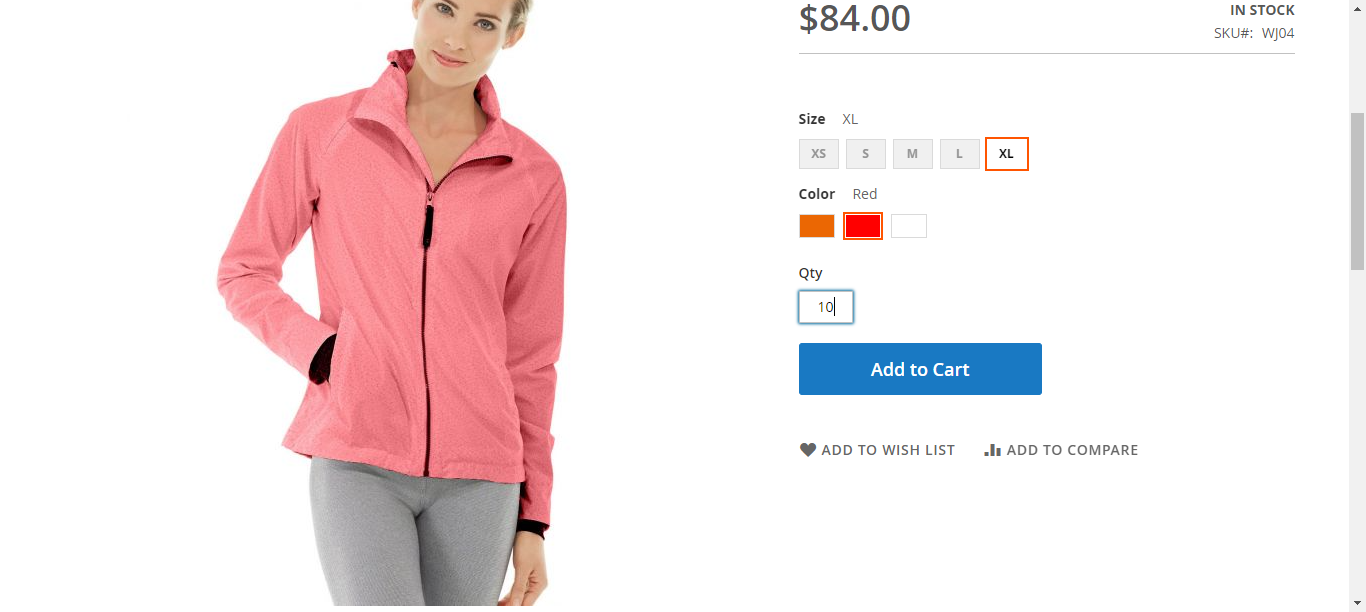 $84.00
IN STOCK
SKU#: WJ04
Size XL
XS S M L XL
Color Red
Qty
10
Add to Cart
ADD TO WISH LIST ADD TO COMPARE